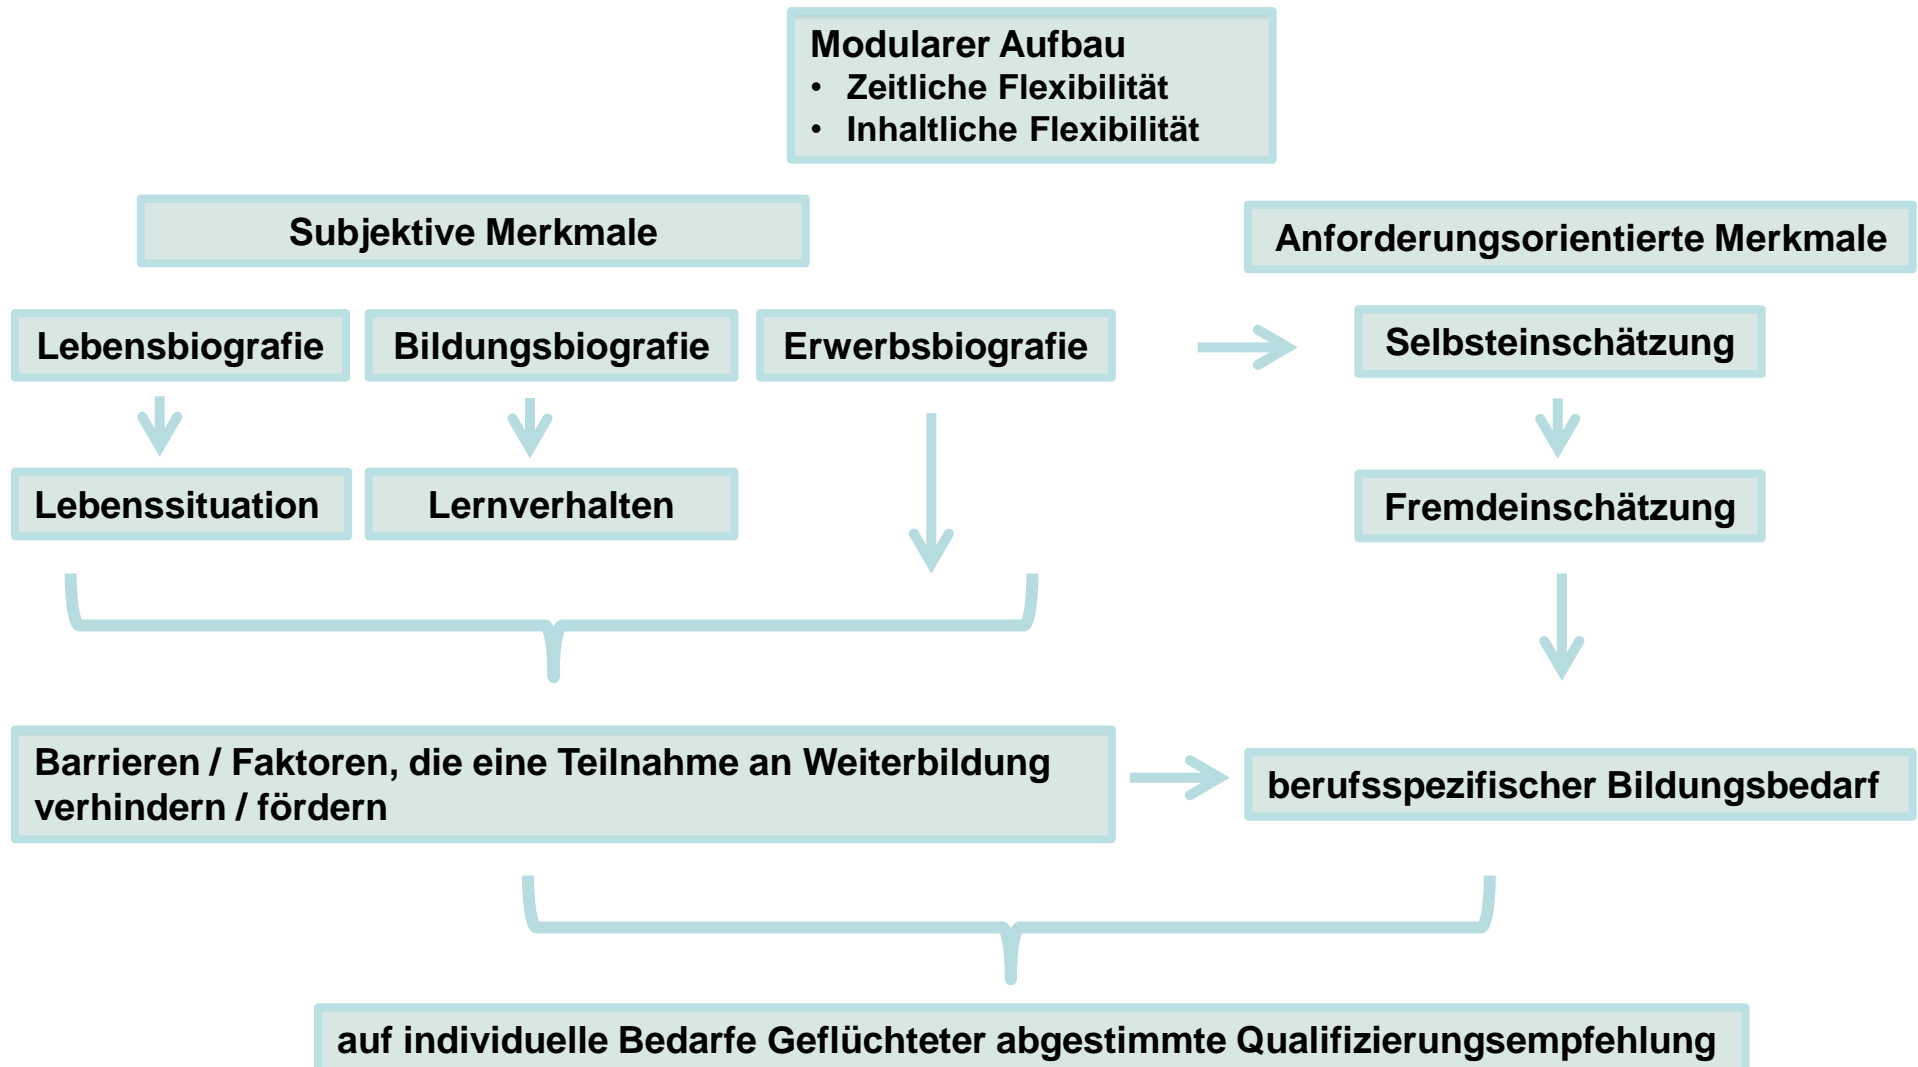 Modularer Aufbau
• Zeitliche Flexibilität
• Inhaltliche Flexibilität
Subjektive Merkmale
Anforderungsorientierte Merkmale
Lebensbiografie
Bildungsbiografie
Erwerbsbiografie
Selbsteinschätzung
Lebenssituation
Lernverhalten
Fremdeinschätzung
Barrieren / Faktoren, die eine Teilnahme an Weiterbildung
verhindern / fördern
berufsspezifischer Bildungsbedarf
auf individuelle Bedarfe Geflüchteter abgestimmte Qualifizierungsempfehlung